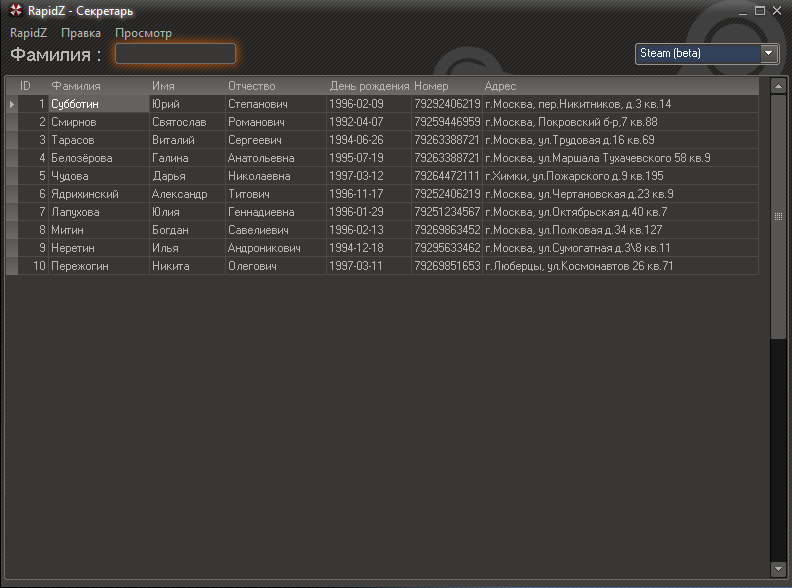 RapidZ - Секретарь
RapidZ Правка Просмотр
Фамилия :
Steam (beta)
ID Фамилия Имя Отчество День рождения Номер Адрес
1 Субботин Юрий Степанович 1996-02-09 79292406219 г.Москва, пер.Никитников, д.3 кв.14
2 Смирнов Святослав Романович 1992-04-07 79259446959 г.Москва, Покровский б-р,7 кв.88
3 Тарасов Виталий Сергеевич 1994-06-26 79263388721 г.Москва, ул.Трудовая д.16 кв.69
4 Белозёрова Галина Анатольевна 1995-07-19 79263388721 г.Москва, ул.Маршала Тухачевского 58 кв.9
5 Чудова Дарья Николаевна 1997-03-12 79264472111 г.Химки, ул.Пожарского д.9 кв.195
6 Ядрихинский Александр Титович 1996-11-17 79252406219 г.Москва, ул.Чертановская д.23 кв.9
7 Лапухова Юлия Геннадиевна 1996-01-29 79251234567 г.Москва, ул.Октябрьская д.40 кв.7
8 Митин Богдан Савелиевич 1996-02-13 79269863452 г.Москва, ул.Полковая д.34 кв.127
9 Неретин Илья Андроникович 1994-12-18 79295633462 г.Москва, ул.Сумогатная д.3\8 кв.11
10 Пережогин Никита Олегович 1997-03-11 79269851653 г.Люберцы, ул.Космонавтов 26 кв.71